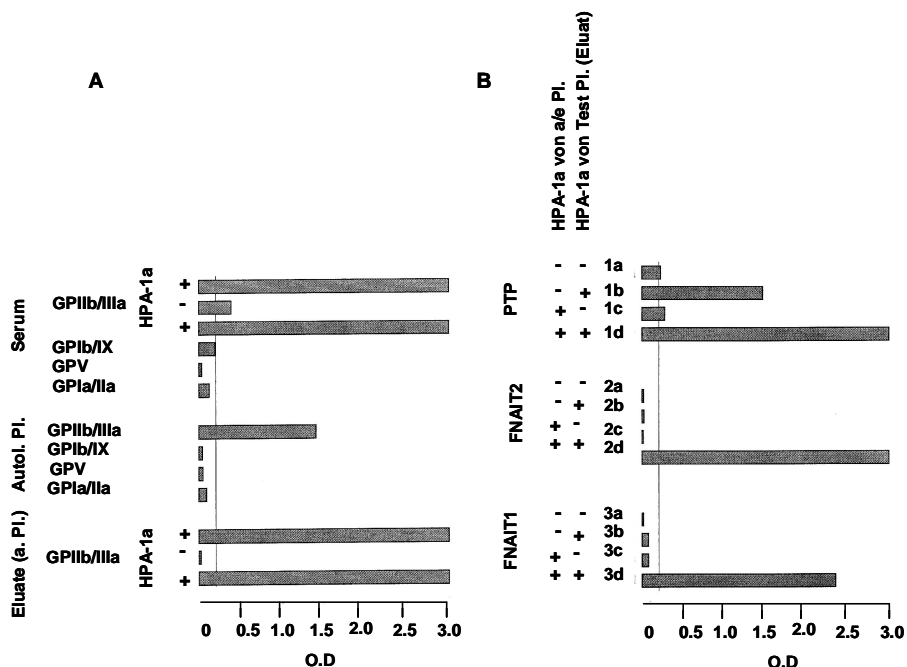 A
Serum
HPA-1a
+
GPIIb/IIIa -
+
GPIb/IX
GPV
GPIa/IIa
Autol. Pl.
GPIIb/IIIa
GPIb/IX
GPV
GPIa/IIa
Eluate (a. Pl.)
HPA-1a
+
GPIIb/IIIa -
+
0 0.5 1.0 1.5 2.0 2.5 3.0
O.D
B
HPA-1a von a/e Pl.
HPA-1a von Test Pl. (Eluat)
PTP
- - 1a
- + 1b
+ - 1c
+ + 1d
FNAIT2
- - 2a
- + 2b
+ - 2c
+ + 2d
FNAIT1
- - 3a
- + 3b
+ - 3c
+ + 3d
0 0.5 1.0 1.5 2.0 2.5 3.0
O.D